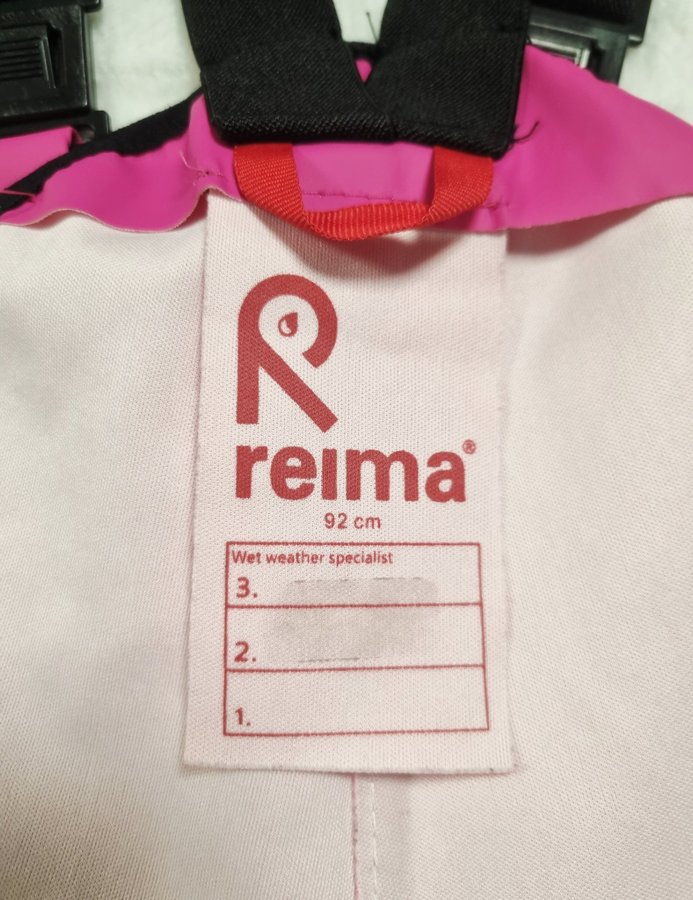 reima®
92 cm
Wet weather specialist
3.
2.
1.